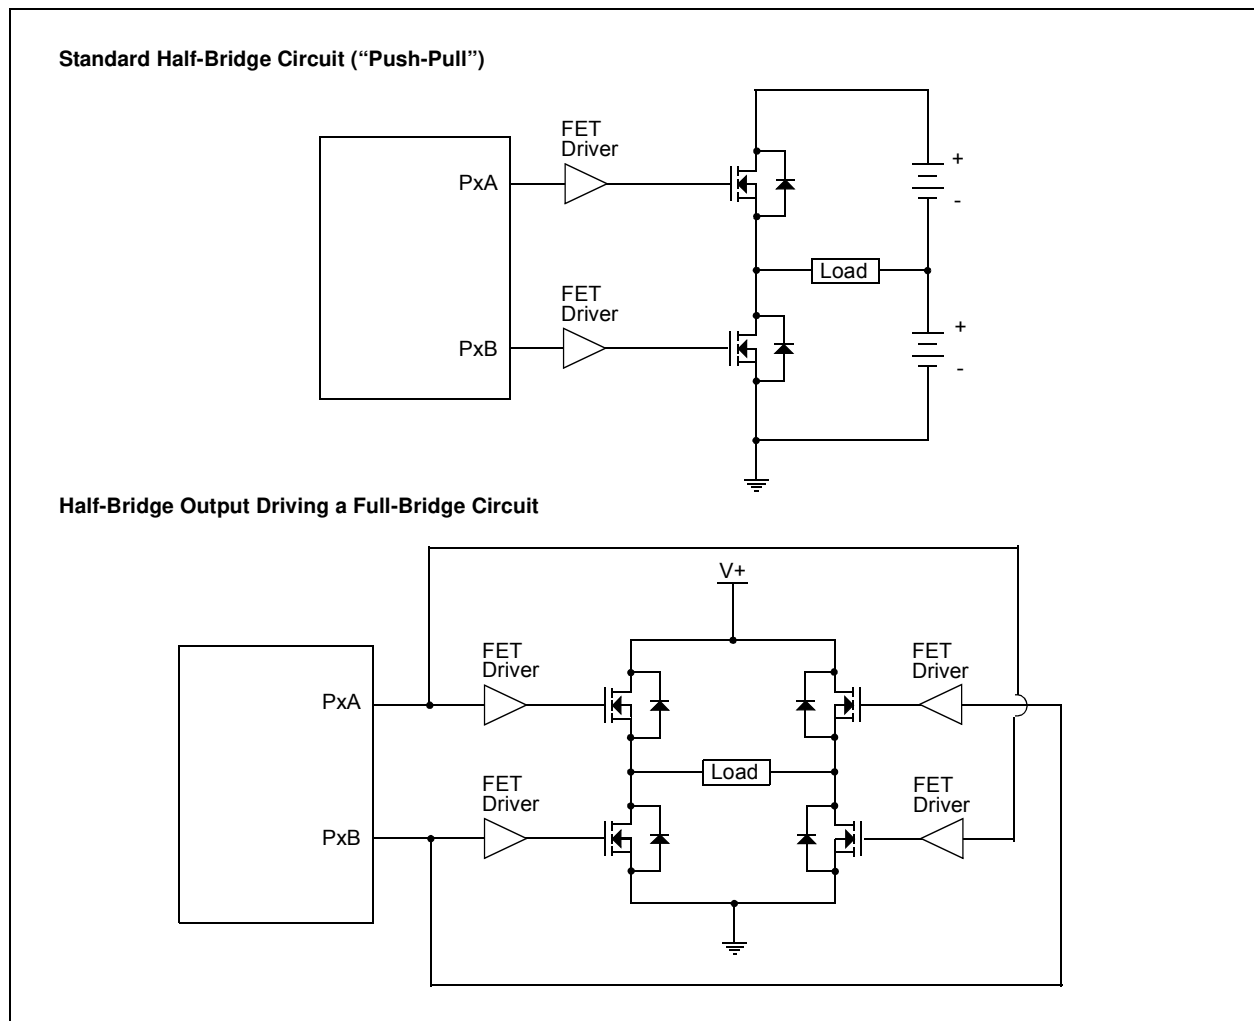 Standard Half-Bridge Circuit (“Push-Pull”)
FET
Driver
PxA
+
-
Load
FET
Driver
PxB
+
-
Half-Bridge Output Driving a Full-Bridge Circuit
V+
FET
Driver
FET
Driver
PxA
Load
FET
Driver
FET
Driver
PxB